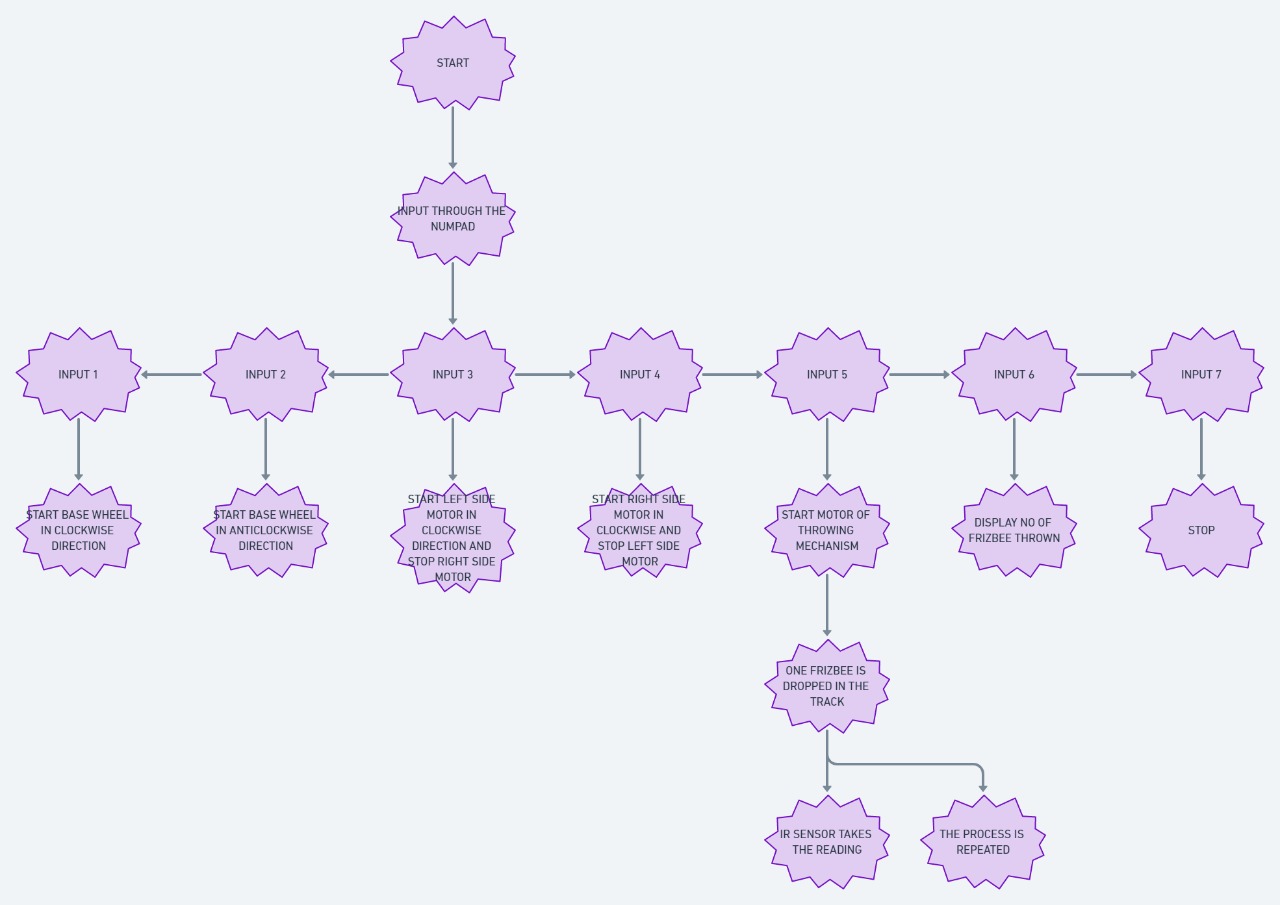 START
INPUT THROUGH THE
NUMPAD
INPUT 1
INPUT 2
INPUT 3
INPUT 4
INPUT 5
INPUT 6
INPUT 7
START BASE WHEEL
IN CLOCKWISE
DIRECTION
START BASE WHEEL
IN ANTICLOCKWISE
DIRECTION
START LEFT SIDE
MOTOR IN
CLOCKWISE
DIRECTION AND
STOP RIGHT SIDE
MOTOR
START RIGHT SIDE
MOTOR IN
CLOCKWISE AND
STOP LEFT SIDE
MOTOR
START MOTOR OF
THROWING
MECHANISM
DISPLAY NO OF
FRIZBEE THROWN
STOP
ONE FRIZBEE IS
DROPPED IN THE
TRACK
IR SENSOR TAKES
THE READING
THE PROCESS IS
REPEATED